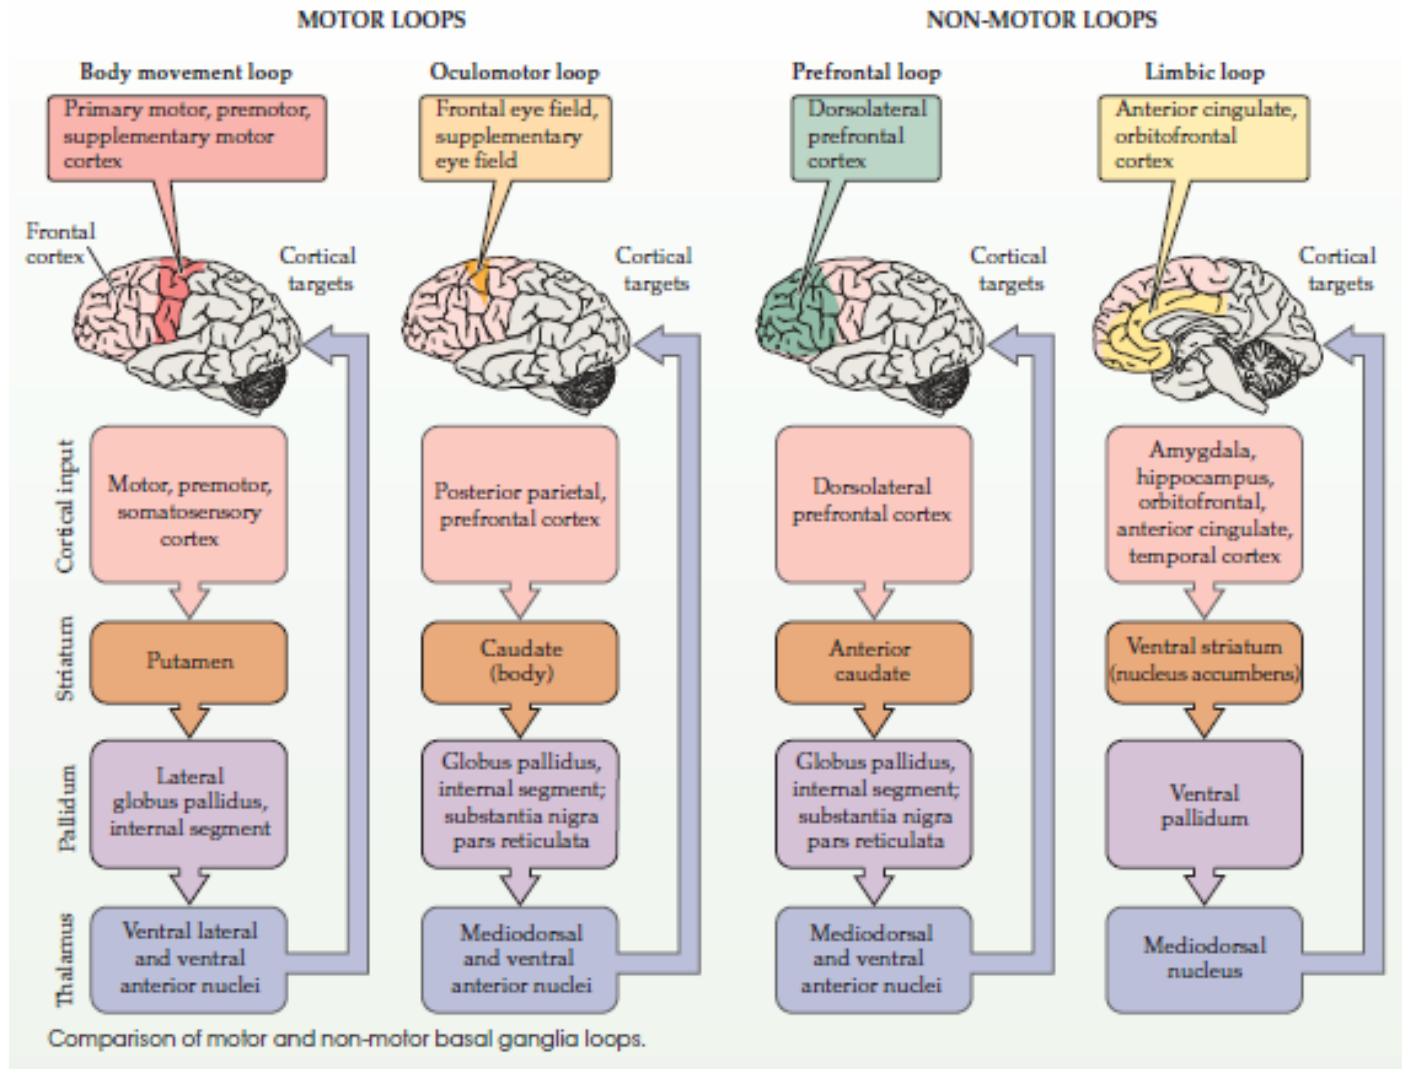 MOTOR LOOPS
NON-MOTOR LOOPS
Body movement loop
Oculomotor loop
Prefrontal loop
Limbic loop
Primary motor, premotor,
supplementary motor
cortex
Frontal eye field,
supplementary
eye field
Dorsolateral
prefrontal
cortex
Anterior cingulate,
orbitofrontal
cortex
Frontal
cortex
Cortical
targets
Cortical
targets
Cortical
targets
Cortical
targets
Cortical input
Motor, premotor,
somatosensory
cortex
Posterior parietal,
prefrontal cortex
Dorsolateral
prefrontal cortex
Amygdala,
hippocampus,
orbitofrontal,
anterior cingulate,
temporal cortex
Striatum
Putamen
Caudate
(body)
Anterior
caudate
Ventral striatum
(nucleus accumbens)
Pallidum
Lateral
globus pallidus,
internal segment
Globus pallidus,
internal segment;
substantia nigra
pars reticulata
Globus pallidus,
internal segment;
substantia nigra
pars reticulata
Ventral
pallidum
Thalamus
Ventral lateral
and ventral
anterior nuclei
Mediodorsal
and ventral
anterior nuclei
Mediodorsal
and ventral
anterior nuclei
Mediodorsal
nucleus
Comparison of motor and non-motor basal ganglia loops.